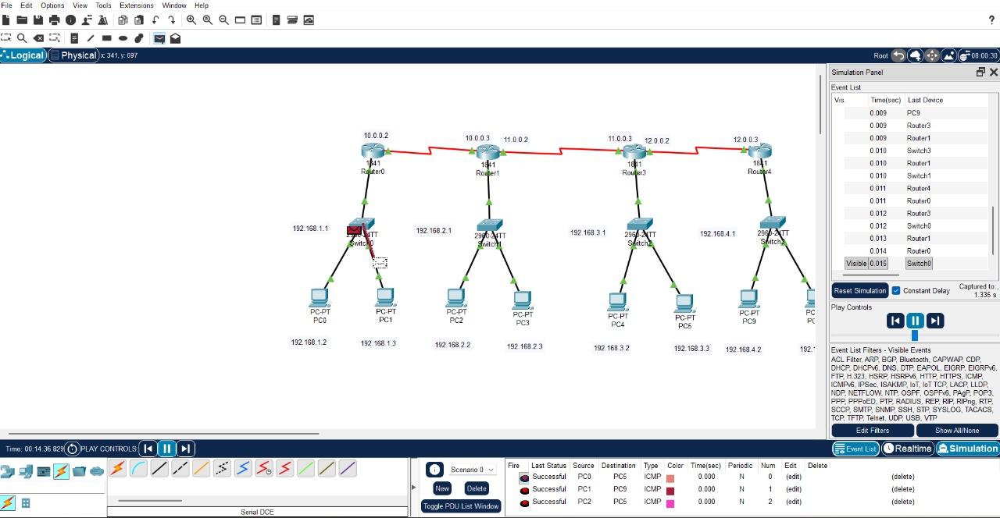 File Edit Options View Tools Extensions Window Help
?
Logical Physical x: 341, y: 697 Root 08:00:30
Simulation Panel
Event List
Vis. Time(sec) Last Device
0.009 PC9
0.009 Router3
0.009 Router1
0.010 Switch3
0.010 Router1
0.010 Switch1
0.011 Router4
0.011 Router0
0.012 Router3
0.012 Switch0
0.013 Router1
0.014 Router0
Visible 0.015 Switch0
Reset Simulation Constant Delay Captured to:
1.335 s
Play Controls
Event List Filters - Visible Events
ACL Filter, ARP, BGP, Bluetooth, CAPWAP, CDP,
DHCP, DHCPv6, DNS, DTP, EAPOL, EIGRP, EIGRPv6,
FTP, H.323, HSRP, HSRPv6, HTTP, HTTPS, ICMP,
ICMPv6, IPSec, ISAKMP, IoT, IoT TCP, LACP, LLDP,
NDP, NETFLOW, NTP, OSPF, OSPFv6, PAgP, POP3,
PPP, PPPoED, PTP, RADIUS, REP, RIP, RIPng, RTP,
SCCP, SMTP, SNMP, SSH, STP, SYSLOG, TACACS,
TCP, TFTP, Telnet, UDP, USB, VTP
Edit Filters Show All/None
10.0.0.2 10.0.0.3 11.0.0.2 11.0.0.3 12.0.0.2 12.0.0.3
1841 1841 1841 1841
Router0 Router1 Router3 Router4
192.168.1.1 192.168.2.1 192.168.3.1 192.168.4.1
2960-24TT 2960-24TT 2960-24TT 2960-24TT
Switch0 Switch1 Switch2 Switch3
PC-PT PC-PT PC-PT PC-PT PC-PT PC-PT PC-PT PC
PC0 PC1 PC2 PC3 PC4 PC5 PC9 PC
192.168.1.2 192.168.1.3 192.168.2.2 192.168.2.3 192.168.3.2 192.168.3.3 192.168.4.2 192.
Time: 00:14:36.829 PLAY CONTROLS: Event List Realtime Simulation
Serial DCE
Scenario 0
New Delete
Toggle PDU List Window
Fire Last Status Source Destination Type Color Time(sec) Periodic Num Edit Delete
Successful PC0 PC5 ICMP 0.000 N 0 (edit) (delete)
Successful PC1 PC9 ICMP 0.000 N 1 (edit) (delete)
Successful PC2 PC5 ICMP 0.000 N 2 (edit) (delete)